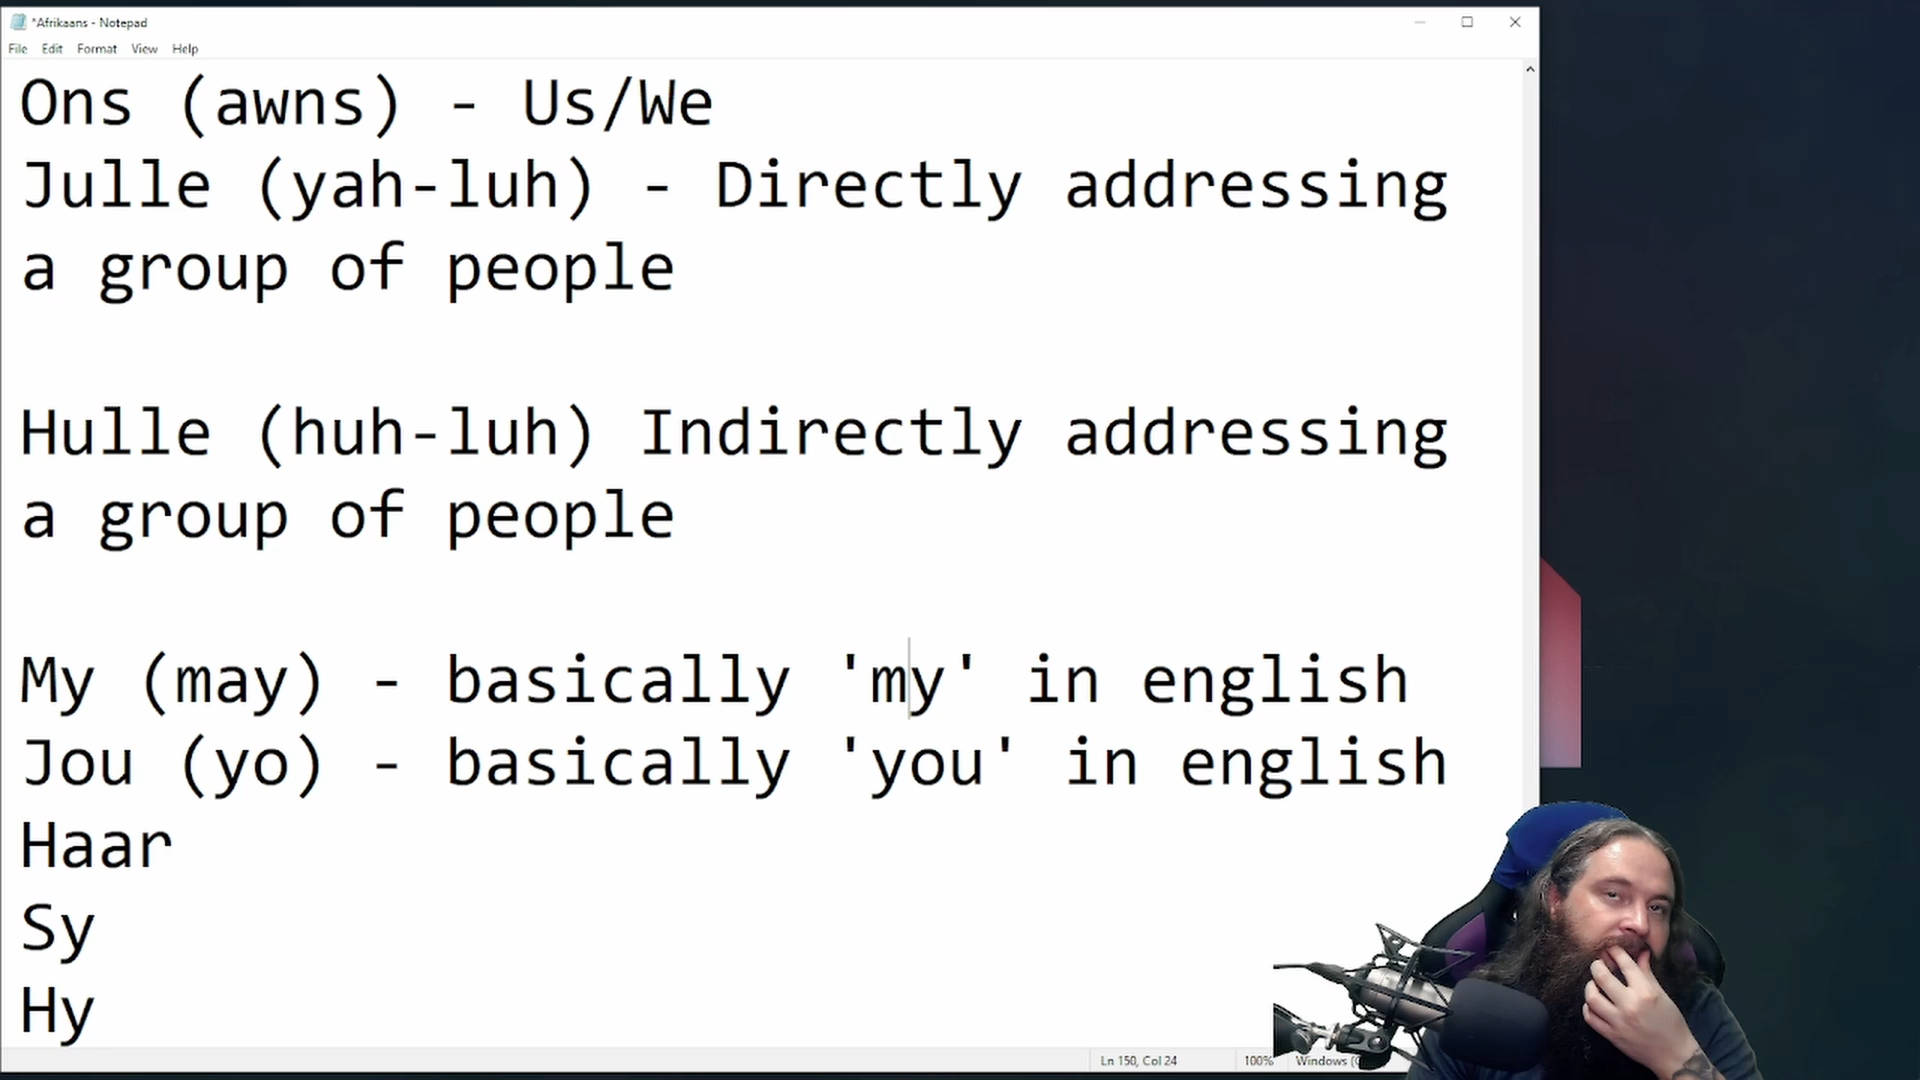 *Afrikaans - Notepad
File Edit Format View Help
Ons (awns) - Us/We
Julle (yah-luh) - Directly addressing
a group of people
Hulle (huh-luh) Indirectly addressing
a group of people
My (may) - basically 'my' in english
Jou (yo) - basically 'you' in english
Haar
Sy
Hy
Ln 150, Col 24 100% Windows